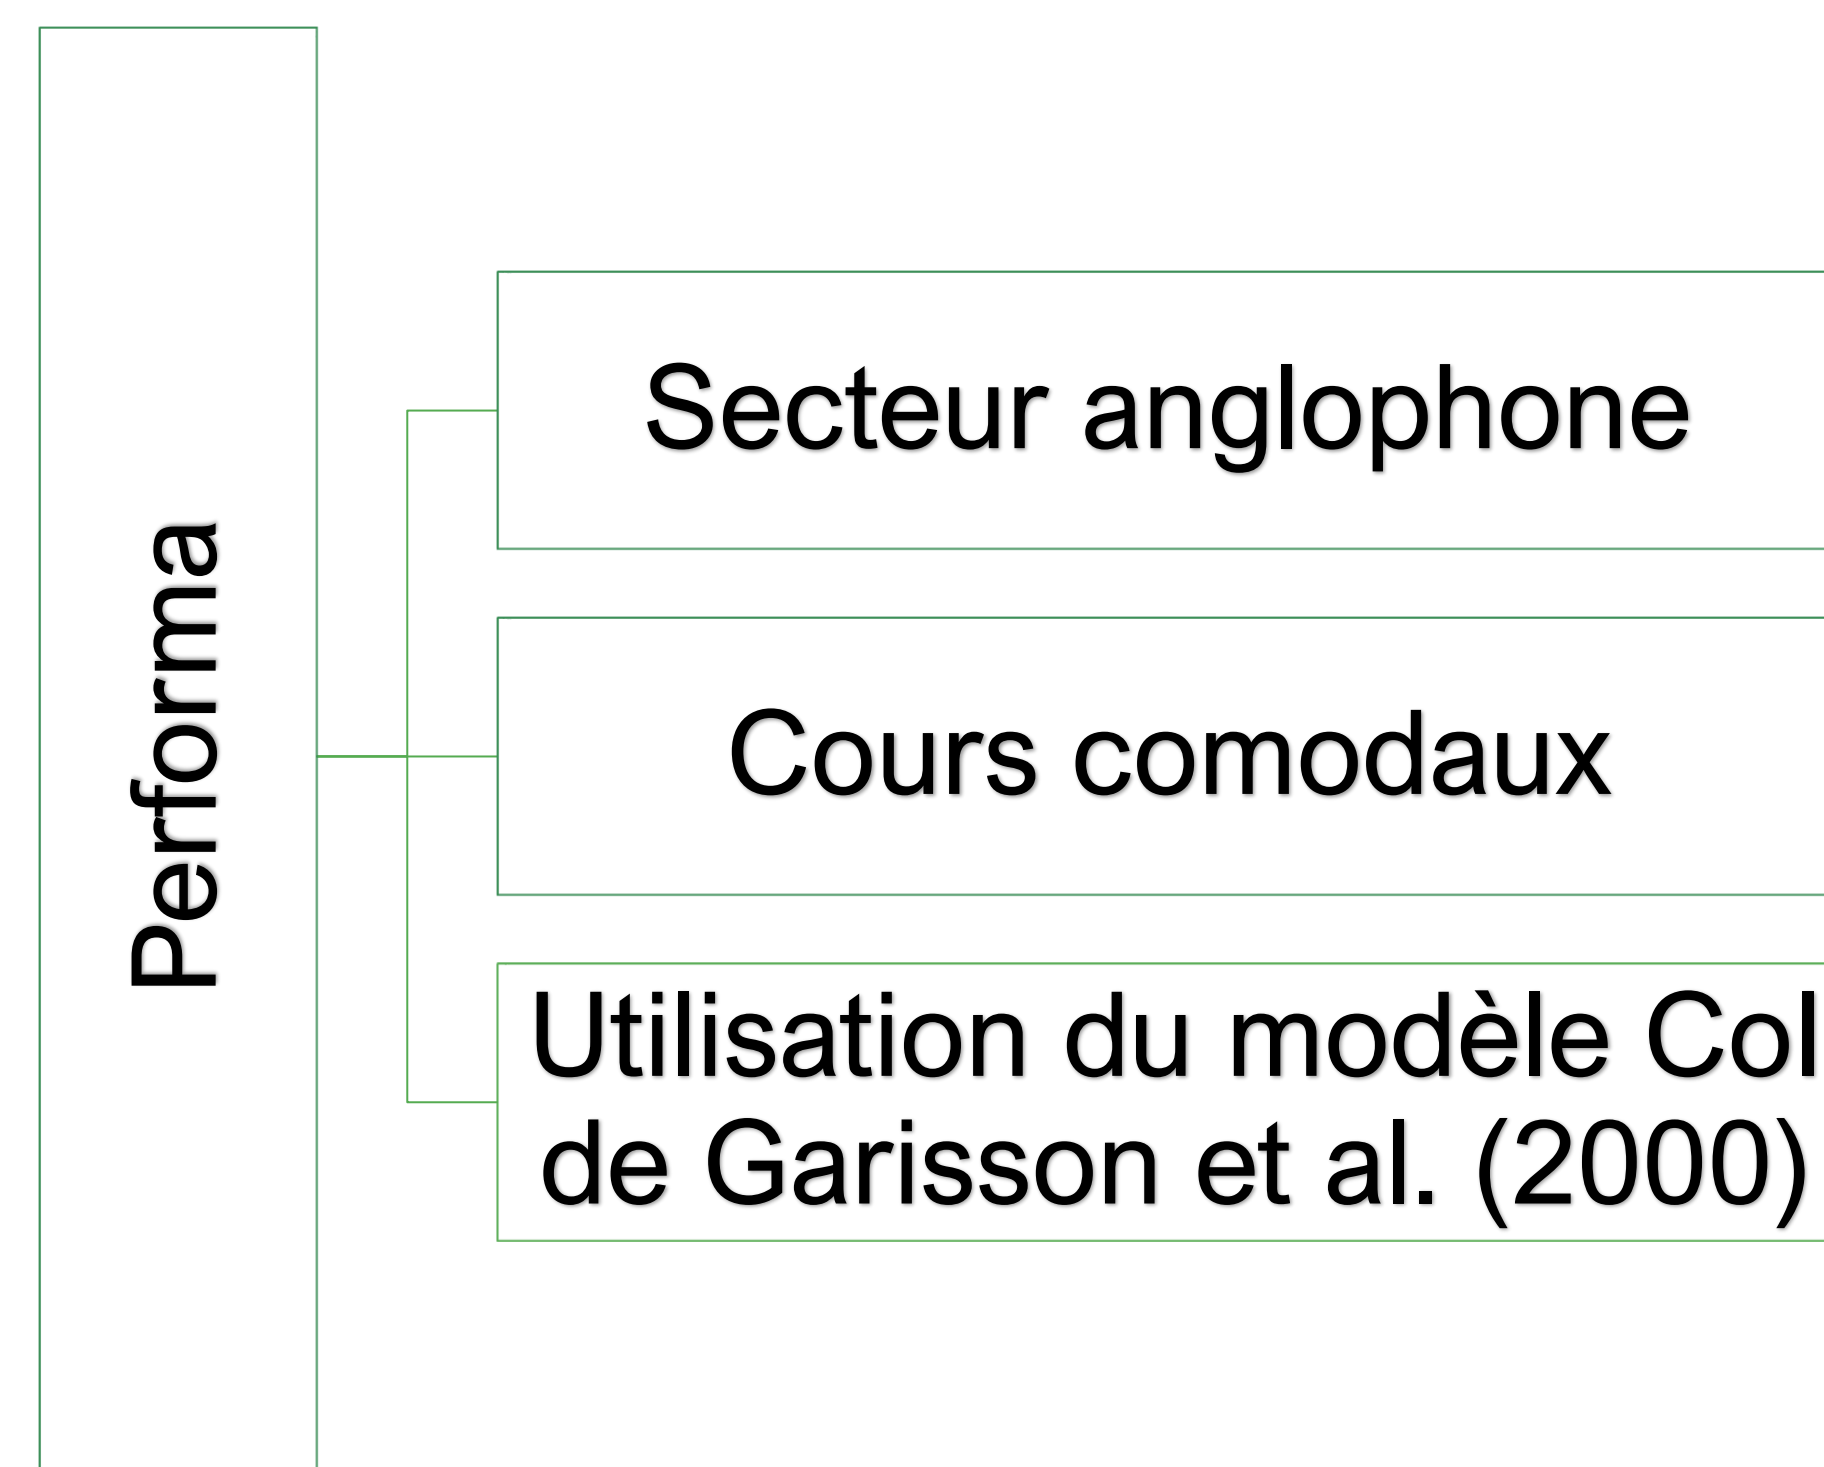 Performa
Secteur anglophone
Cours comodaux
Utilisation du modèle Col
de Garisson et al. (2000)